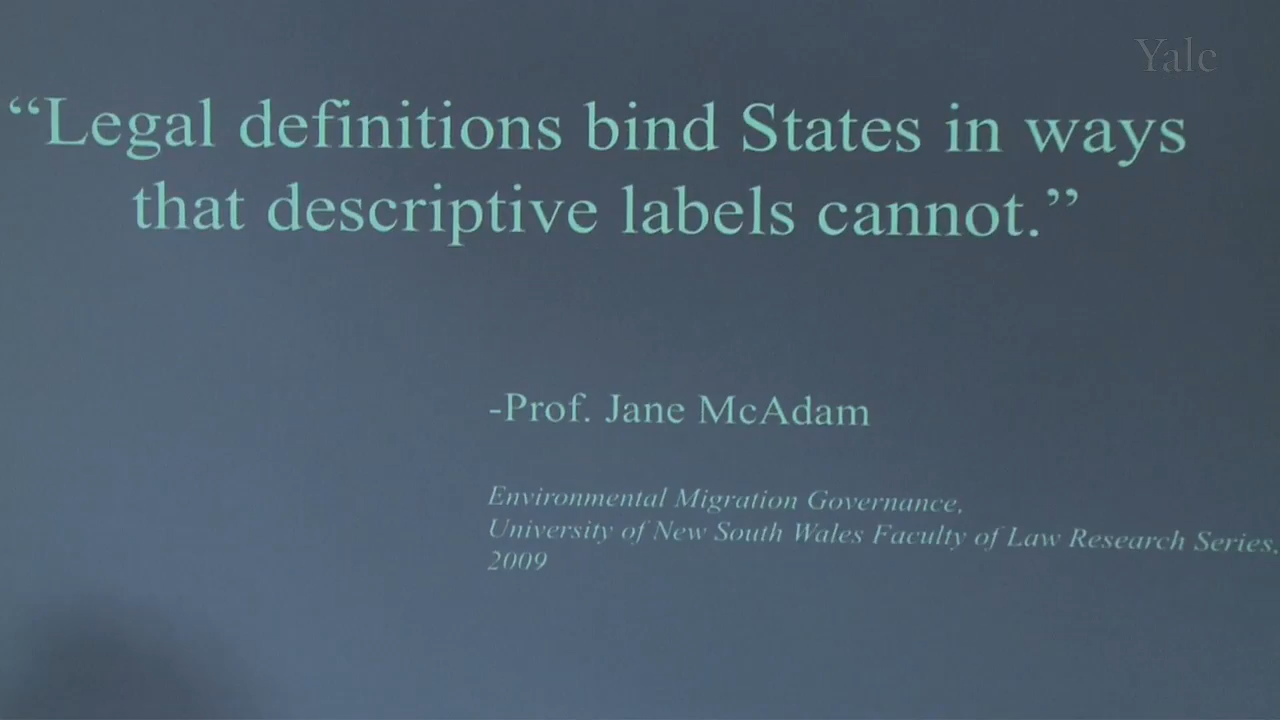 Yale
“Legal definitions bind States in ways
that descriptive labels cannot.”
-Prof. Jane McAdam
Environmental Migration Governance,
University of New South Wales Faculty of Law Research Series,
2009